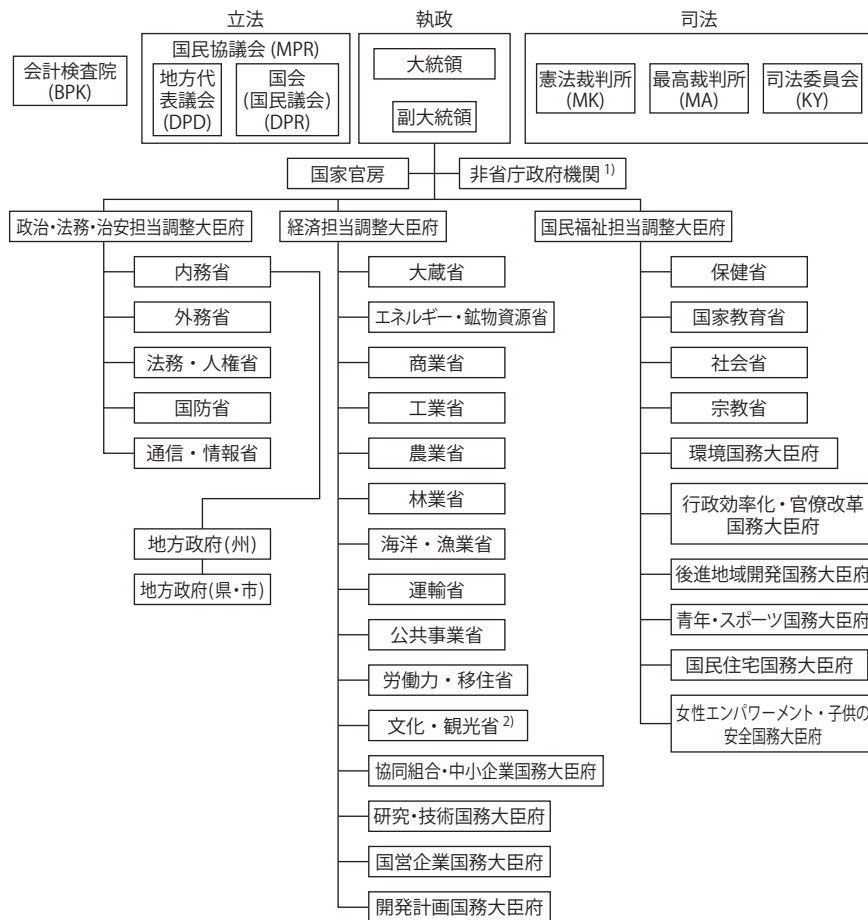 立法
執政
司法
会計検査院
(BPK)
国民協議会 (MPR)
地方代
表議会
(DPD)
国会
(国民議会)
(DPR)
大統領
副大統領
憲法裁判所
(MK)
最高裁判所
(MA)
司法委員会
(KY)
国家官房
非省庁政府機関 1)
政治・法務・治安担当調整大臣府
経済担当調整大臣府
国民福祉担当調整大臣府
内務省
外務省
法務・人権省
国防省
通信・情報省
地方政府(州)
地方政府(県・市)
大蔵省
エネルギー・鉱物資源省
商業省
工業省
農業省
林業省
海洋・漁業省
運輸省
公共事業省
労働力・移住省
文化・観光省 2)
協同組合・中小企業国務大臣府
研究・技術国務大臣府
国営企業国務大臣府
開発計画国務大臣府
保健省
国家教育省
社会省
宗教省
環境国務大臣府
行政効率化・官僚改革
国務大臣府
後進地域開発国務大臣府
青年・スポーツ国務大臣府
国民住宅国務大臣府
女性エンパワーメント・子供の
安全国務大臣府